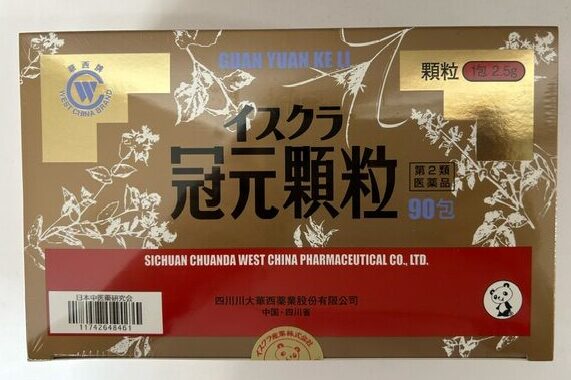 華西牌
WEST CHINA BRAND
GUAN YUAN KE LI
顆粒 1包 2.5g
イスクラ
冠元顆粒
第2類
医薬品
90包
SICHUAN CHUANDA WEST CHINA PHARMACEUTICAL CO., LTD.
日本中医薬研究会
11742648461
四川川大華西薬業股份有限公司
中国・四川省
イスクラ産業株式会社